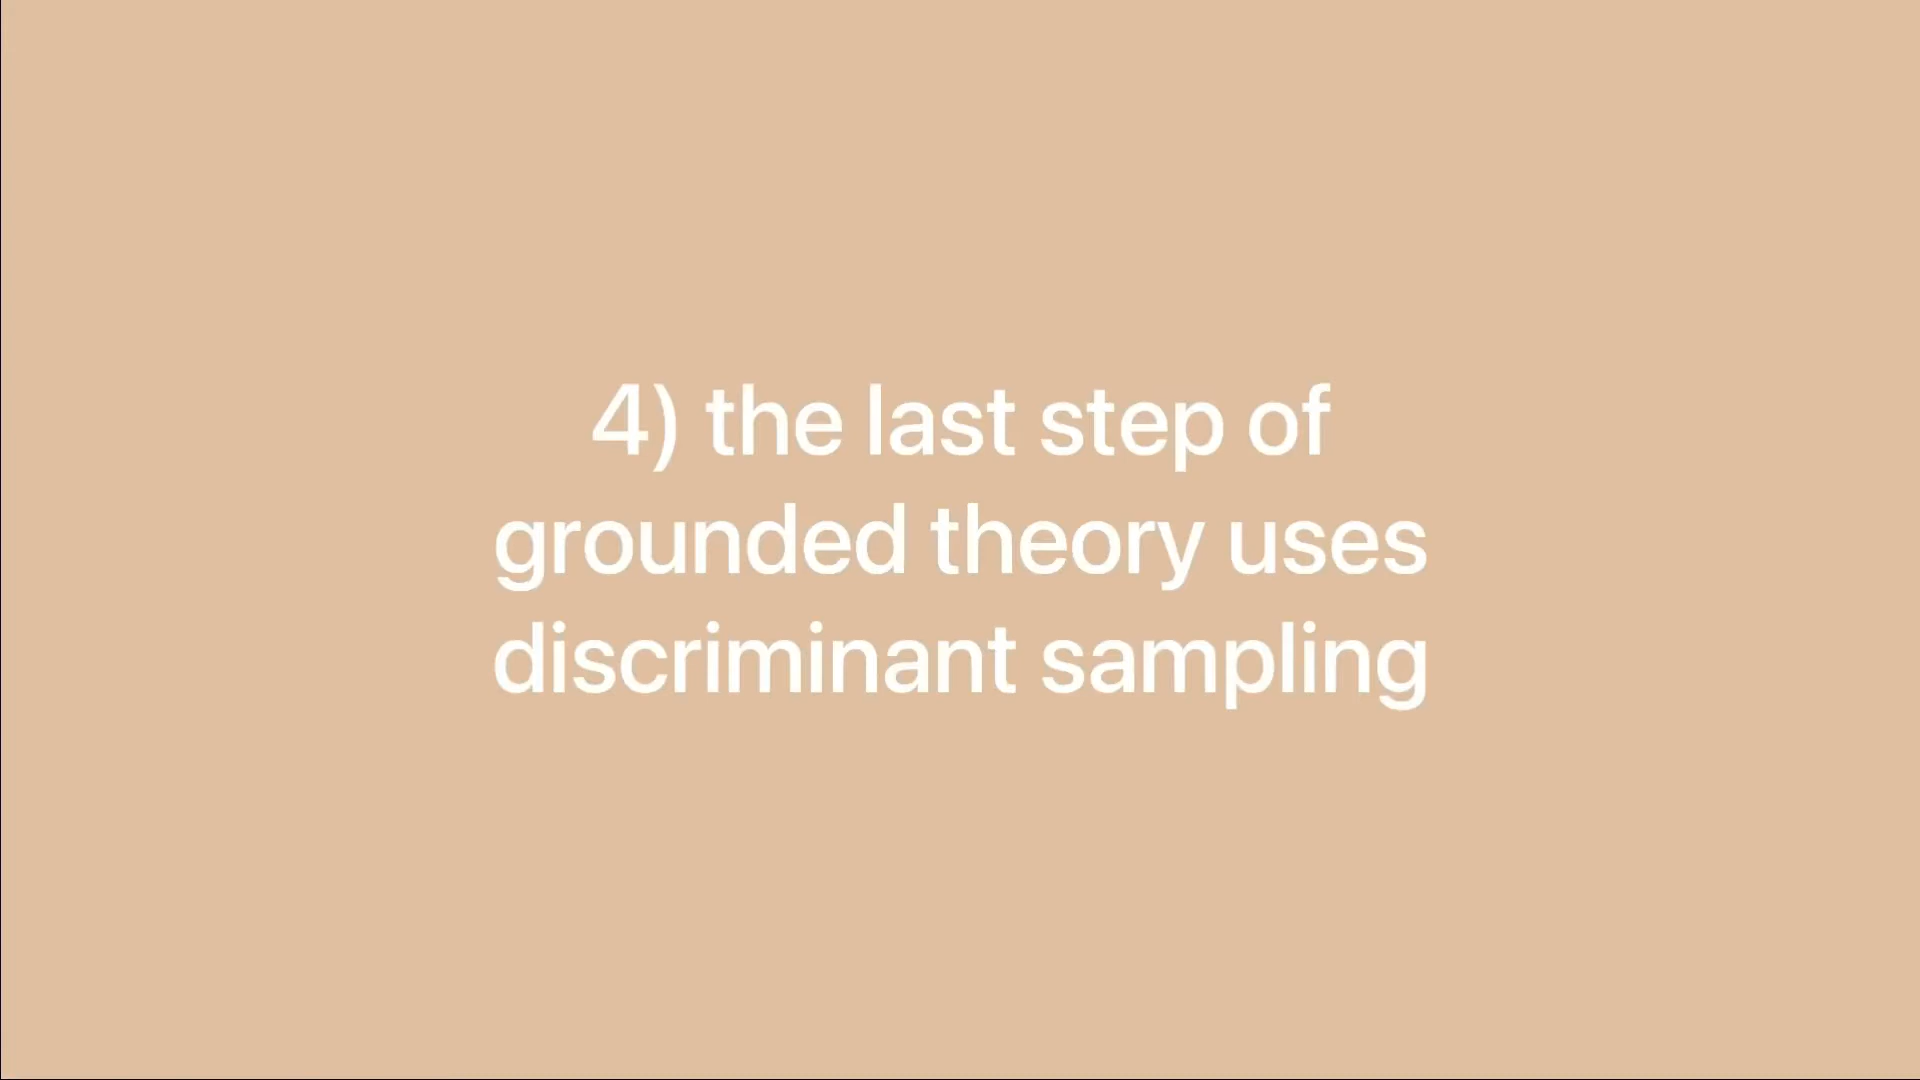 4) the last step of
grounded theory uses
discriminant sampling